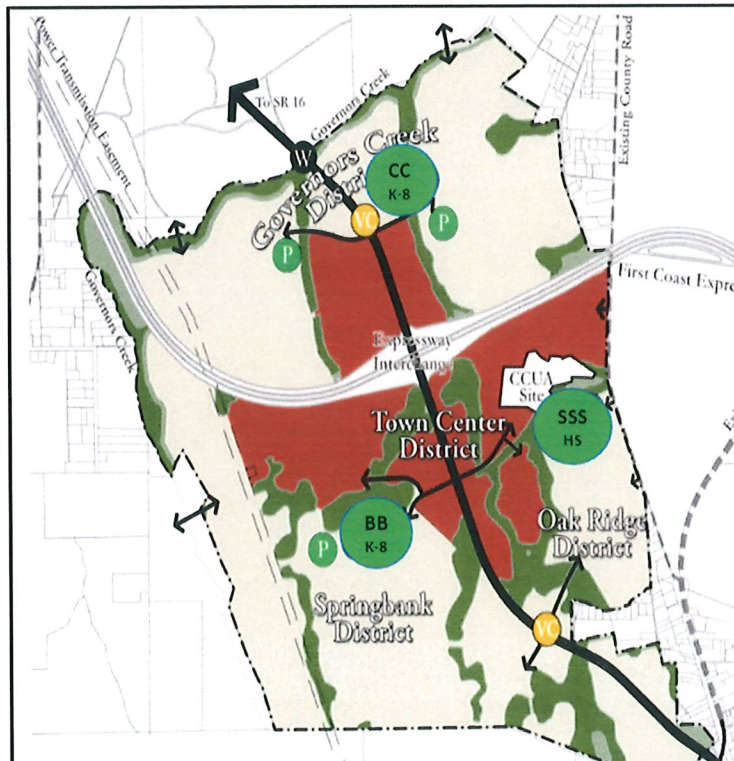 Power Transmission Easement
To SR 16
Governors Creek
Existing County Road
W
Governors Creek
CC
K-8
VC
P
P
Governors Creek
First Coast Expre
Expressway
Interchange
CCUA
Site
SSS
HS
Town Center
District
BB
K-8
P
Oak Ridge
District
Springbank
District
VC